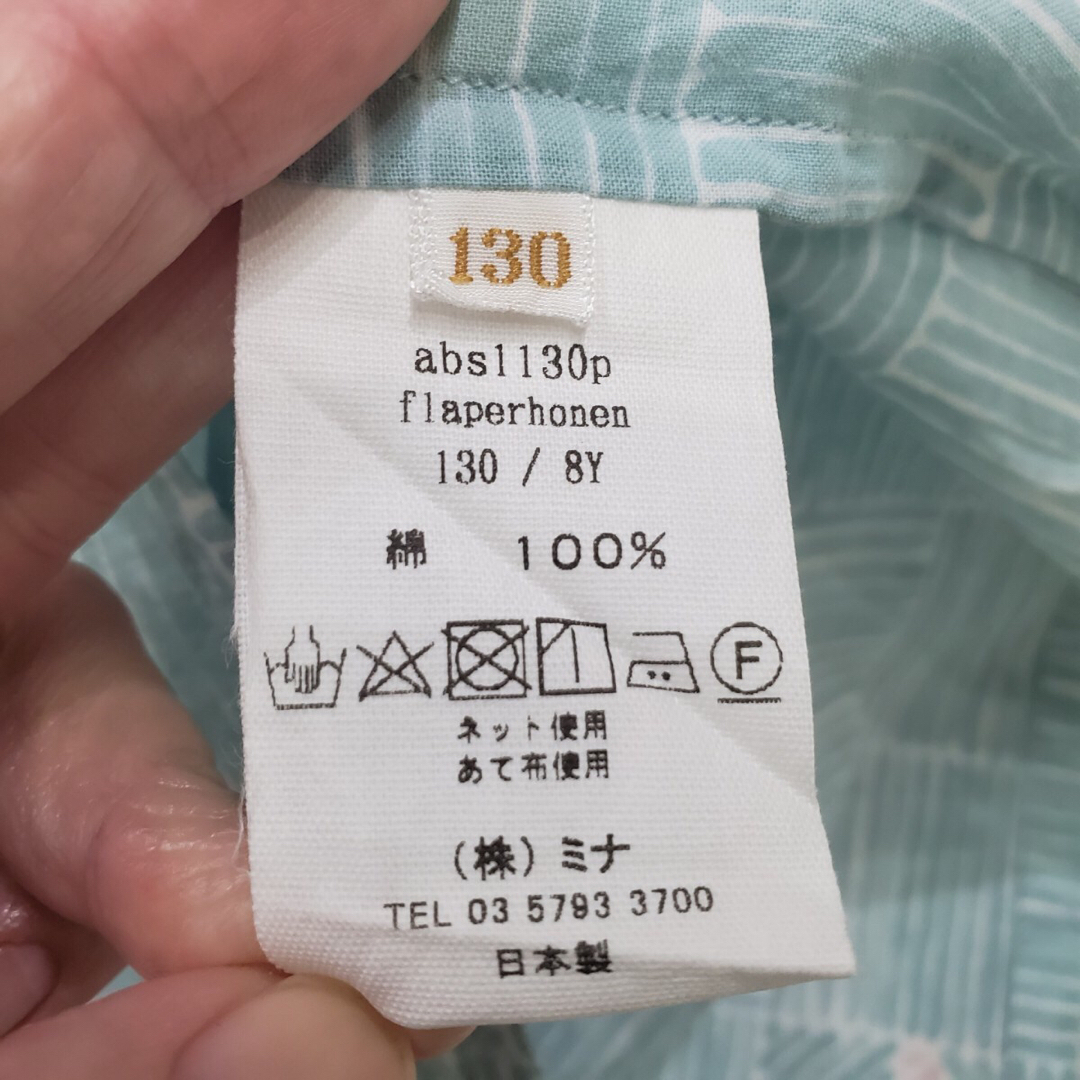 130
abs1130p
flaperhonen
130 / 8Y
綿 100%
F
ネット使用
あて布使用
(株)ミナ
TEL 03 5793 3700
日本製